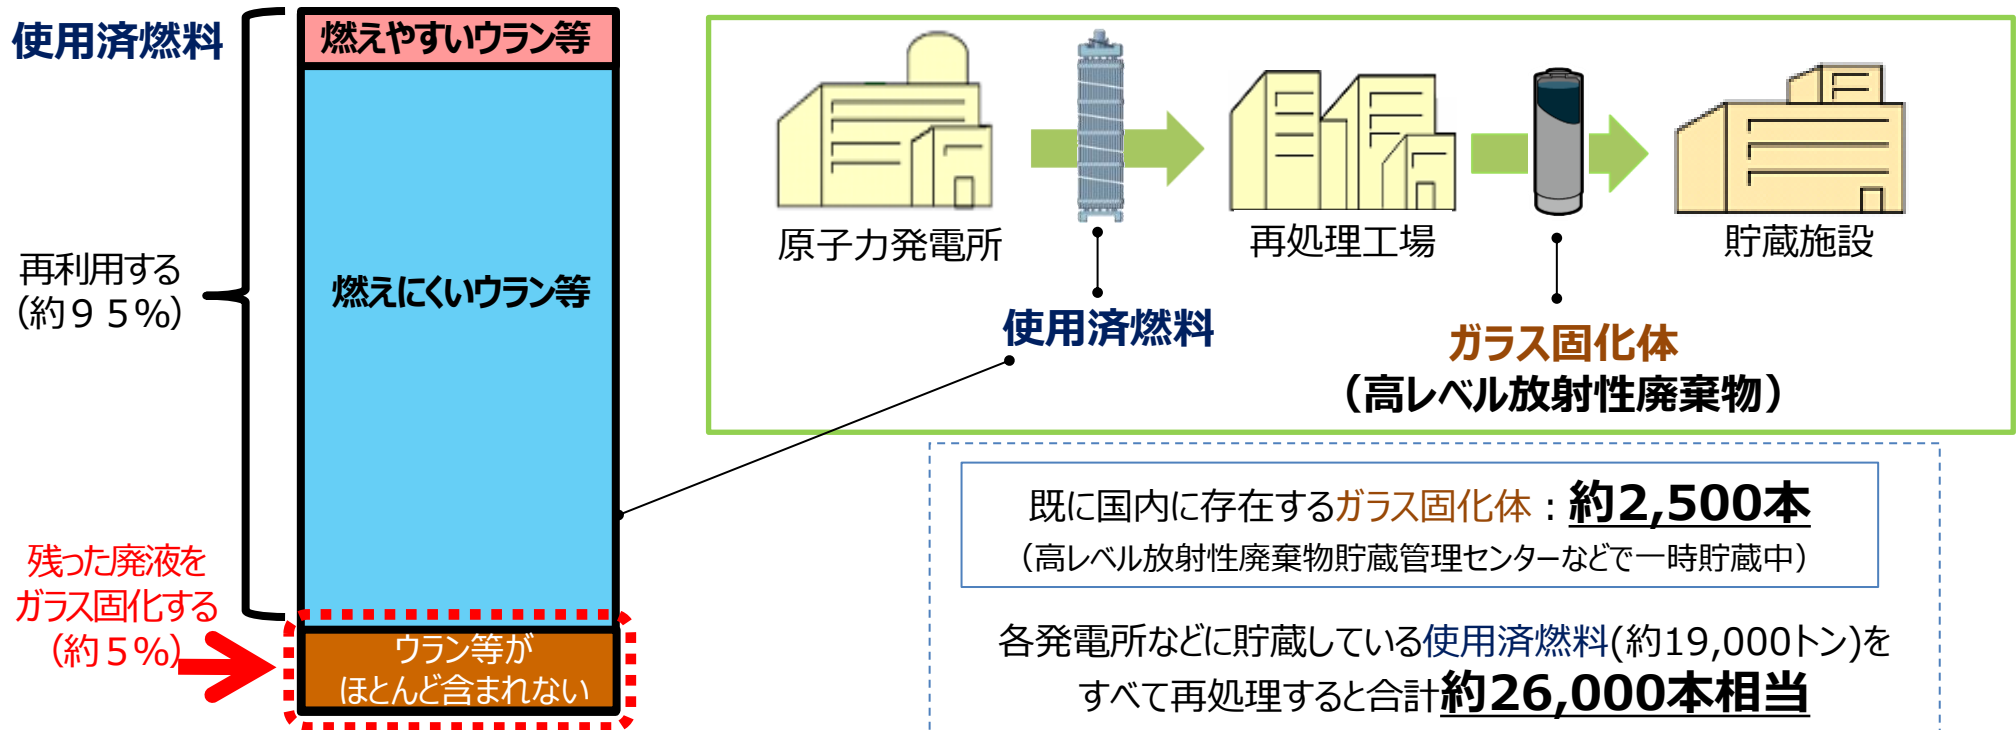 使用済燃料
燃えやすいウラン等
燃えにくいウラン等
再利用する
（約９５％）
残った廃液を
ガラス固化する
（約５％）
ウラン等が
ほとんど含まれない
原子力発電所
再処理工場
貯蔵施設
使用済燃料
ガラス固化体
（高レベル放射性廃棄物）
既に国内に存在するガラス固化体：約2,500本
（高レベル放射性廃棄物貯蔵管理センターなどで一時貯蔵中）
各発電所などに貯蔵している使用済燃料(約19,000トン)を
すべて再処理すると合計約26,000本相当